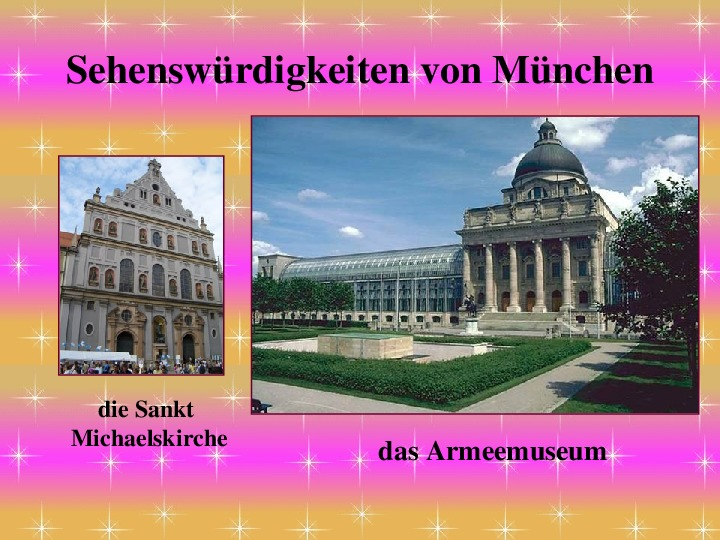 Sehenswürdigkeiten von München
die Sankt
Michaelskirche
das Armeemuseum